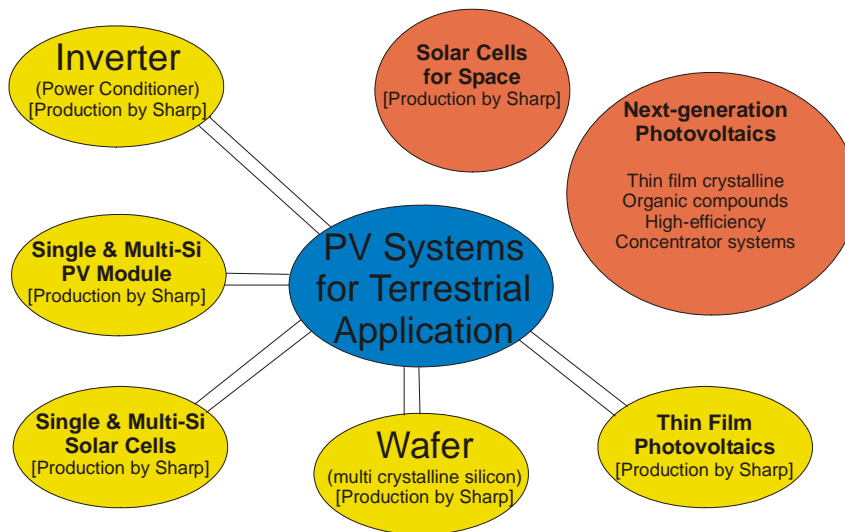 Inverter
(Power Conditioner)
[Production by Sharp]
Solar Cells
for Space
[Production by Sharp]
Next-generation
Photovoltaics
Thin film crystalline
Organic compounds
High-efficiency
Concentrator systems
Single & Multi-Si
PV Module
[Production by Sharp]
PV Systems
for Terrestrial
Application
Single & Multi-Si
Solar Cells
[Production by Sharp]
Wafer
(multi crystalline silicon)
[Production by Sharp]
Thin Film
Photovoltaics
[Production by Sharp]